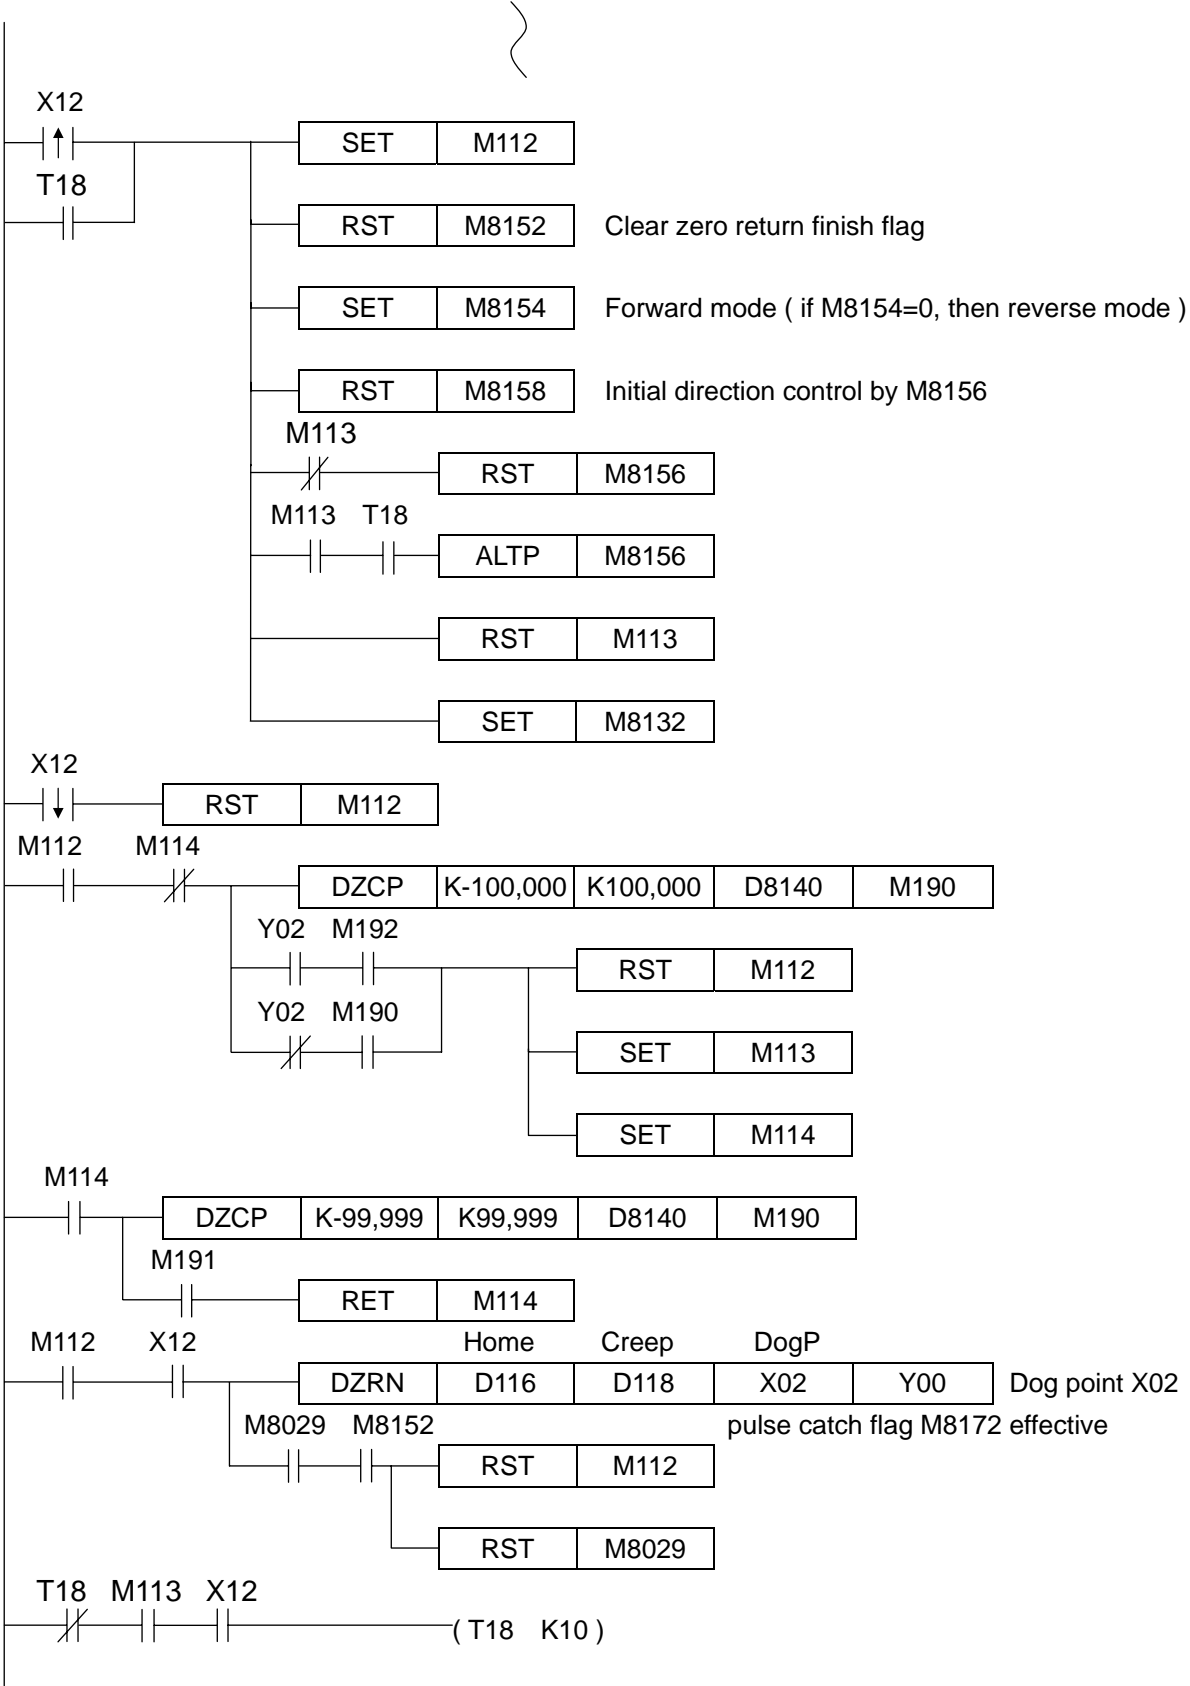 X12
SET M112
T18
RST M8152 Clear zero return finish flag
SET M8154 Forward mode ( if M8154=0, then reverse mode )
RST M8158 Initial direction control by M8156
M113
RST M8156
M113 T18
ALTP M8156
RST M113
SET M8132
X12
RST M112
M112 M114
DZCP K-100,000 K100,000 D8140 M190
Y02 M192
RST M112
Y02 M190
SET M113
SET M114
M114
DZCP K-99,999 K99,999 D8140 M190
M191
RET M114
M112 X12 Home Creep DogP
DZRN D116 D118 X02 Y00 Dog point X02
M8029 M8152 pulse catch flag M8172 effective
RST M112
RST M8029
T18 M113 X12
( T18 K10 )